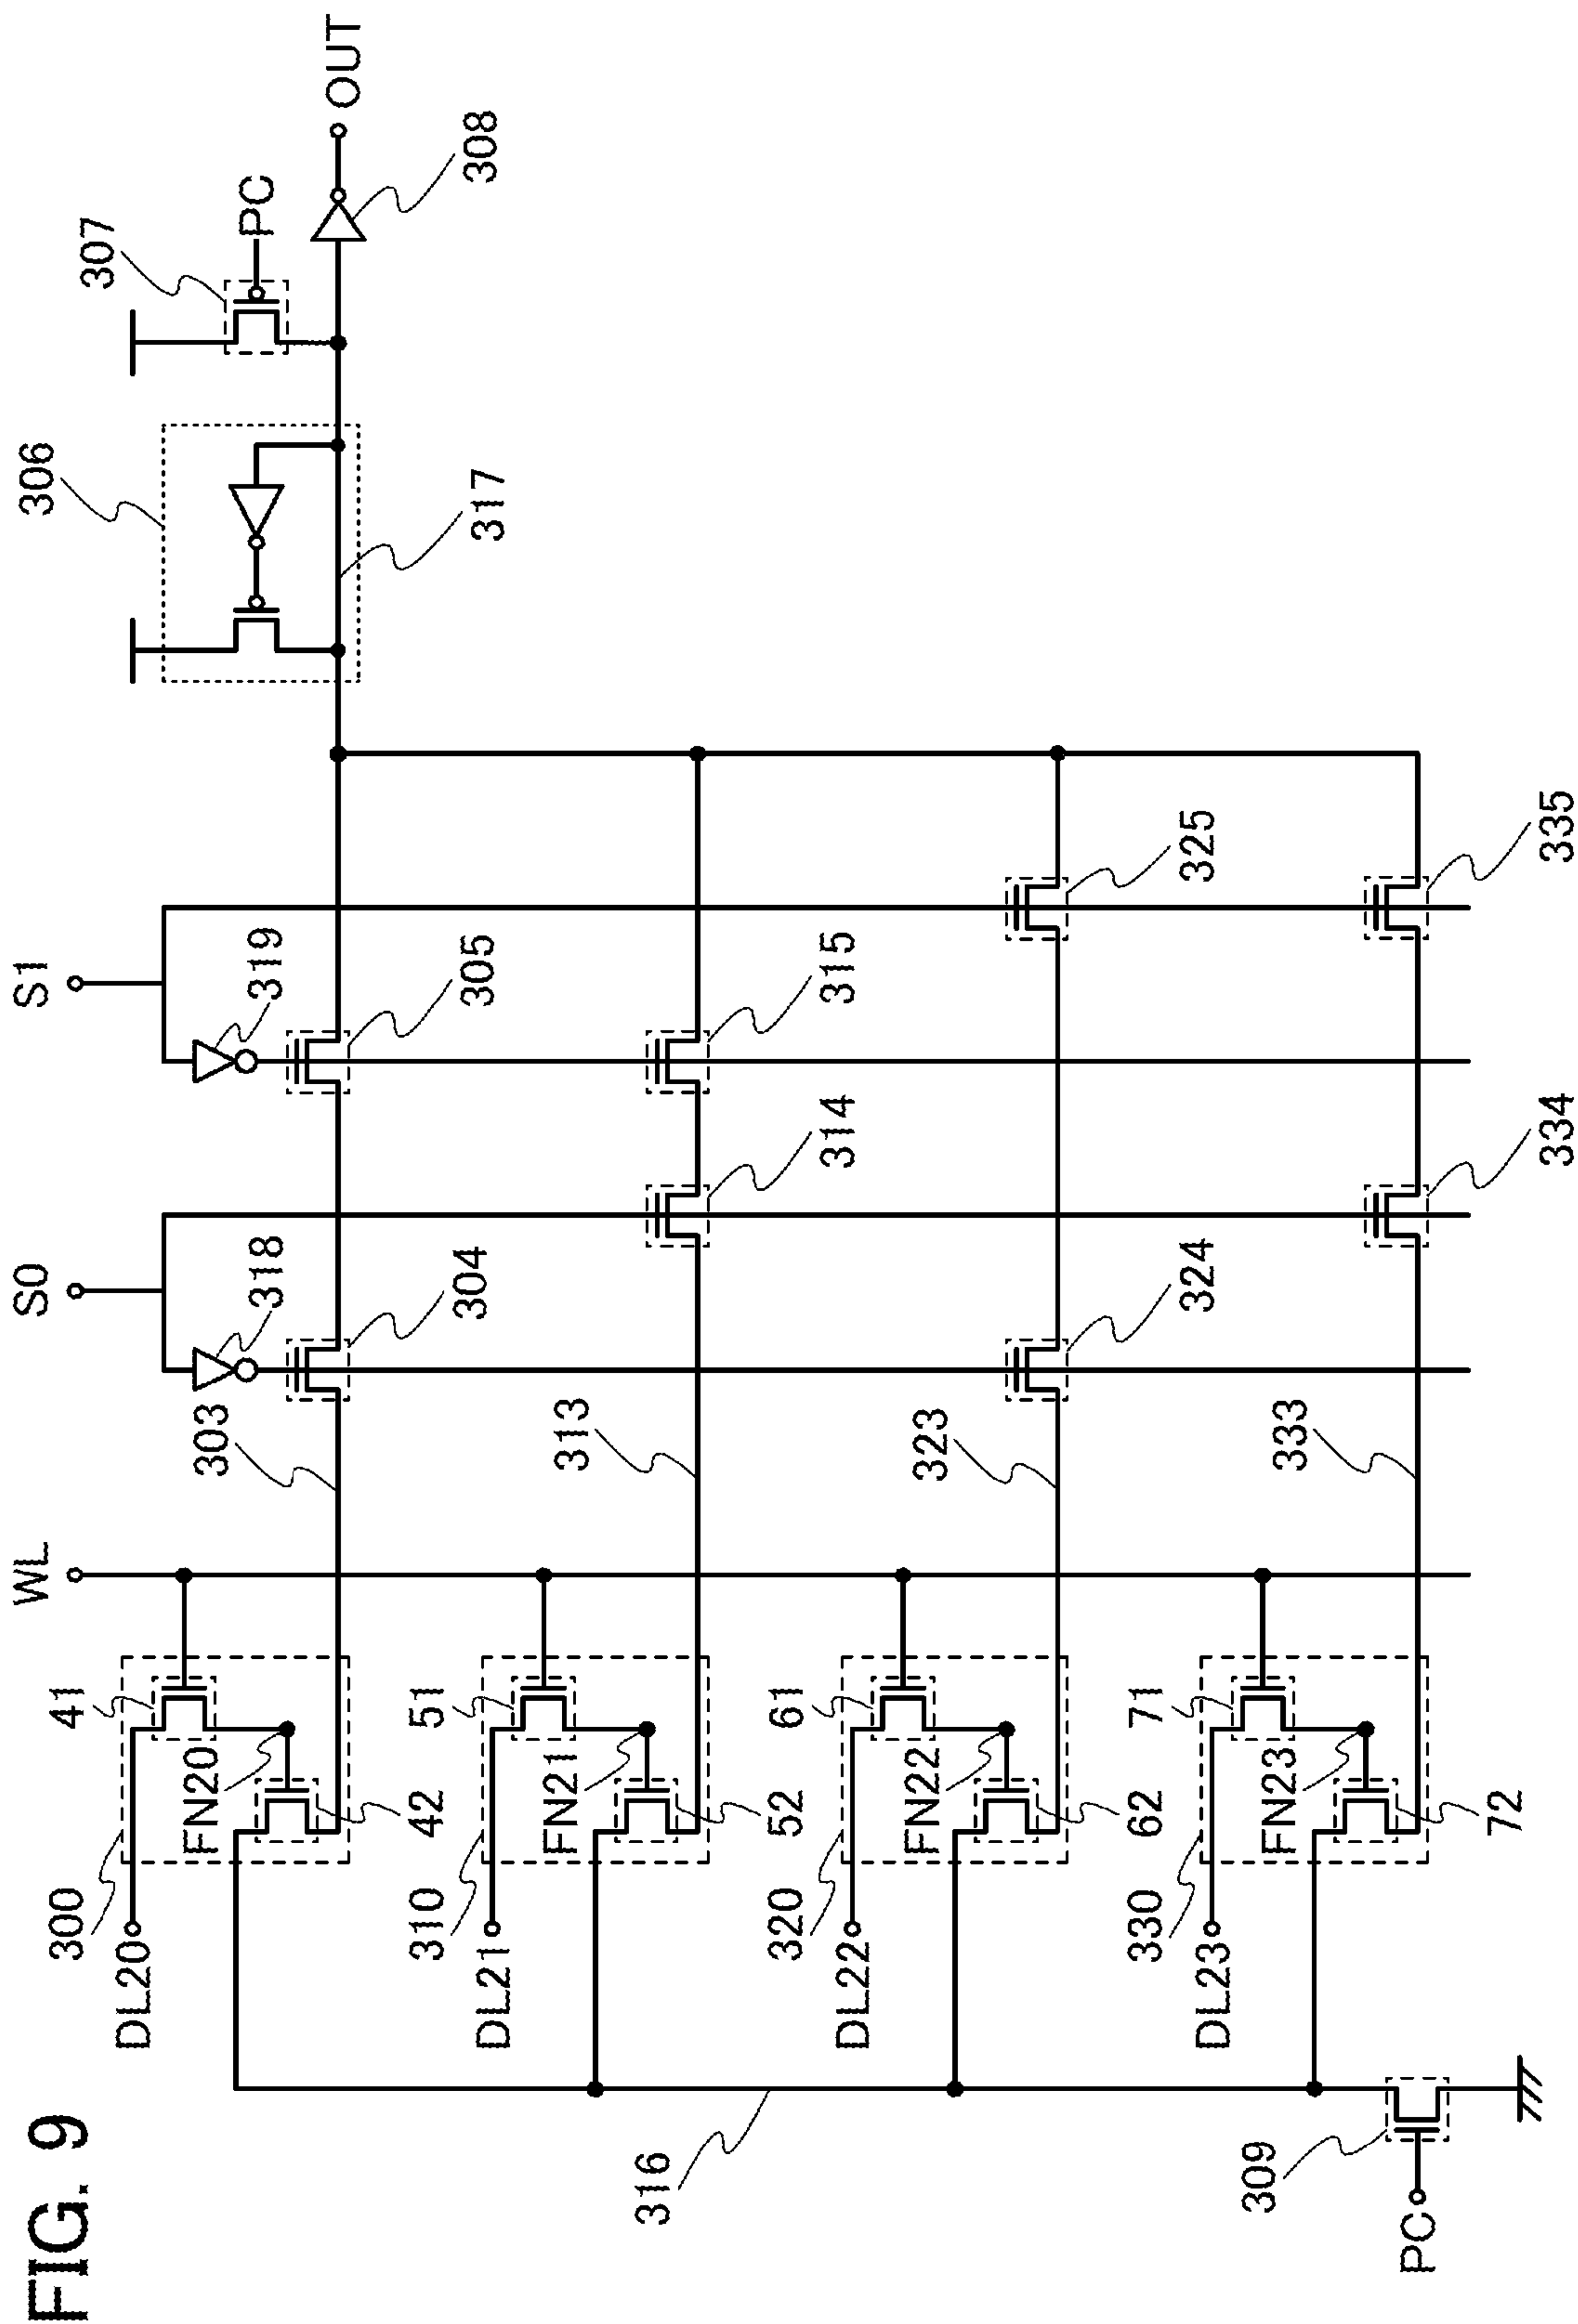 FIG. 9
S0
S1
WL
318
319
306
307
PC
OUT
308
317
300
DL20
41
FN20
42
303
304
305
310
DL21
51
FN21
52
313
314
315
320
DL22
61
FN22
62
323
324
325
330
DL23
71
FN23
72
333
334
335
316
309
PC